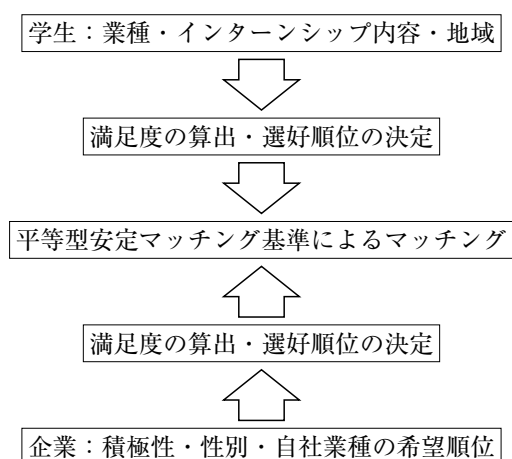 学生：業種・インターンシップ内容・地域
満足度の算出・選好順位の決定
平等型安定マッチング基準によるマッチング
満足度の算出・選好順位の決定
企業：積極性・性別・自社業種の希望順位